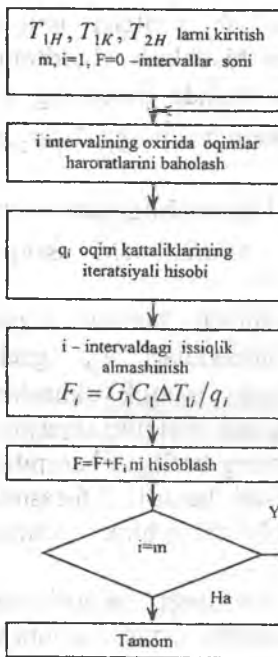 T₁H, T₁K, T₂H larni kiritish
m, i=1, F=0 –intervallar soni
i intervalining oxirida oqimlar
haroratlarini baholash
qᵢ oqim kattaliklarining
iteratsiyali hisobi
i – intervaldagi issiqlik
almashinish
Fᵢ = GᵢCᵢΔTᵢᵢ/qᵢ
F=F+Fᵢ ni hisoblash
i=m
Y
Ha
Tamom